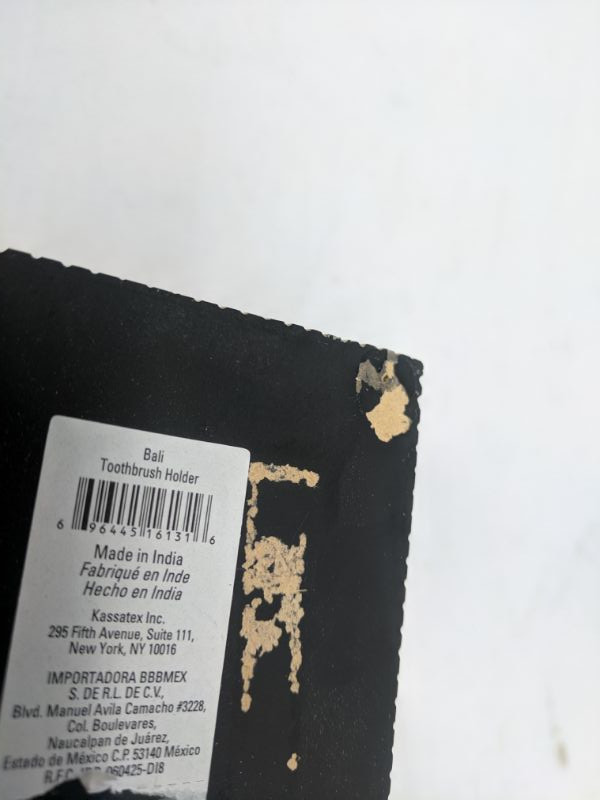 Bali
Toothbrush Holder
6 96445 16131 6
Made in India
Fabriqué en Inde
Hecho en India
Kassatex Inc.
295 Fifth Avenue, Suite 111,
New York, NY 10016
IMPORTADORA BBBMEX
S. DE R.L. DE C.V.,
Blvd. Manuel Avila Camacho #3228,
Col. Boulevares,
Naucalpan de Juárez,
Estado de México C.P. 53140 México
R.F.C. 060425-DI8